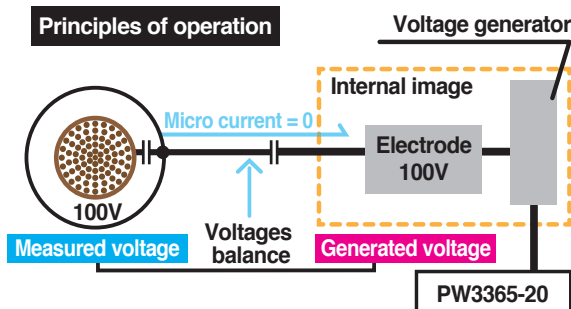 Principles of operation
Voltage generator
Internal image
Micro current = 0
Electrode
100V
100V
Measured voltage
Voltages
balance
Generated voltage
PW3365-20